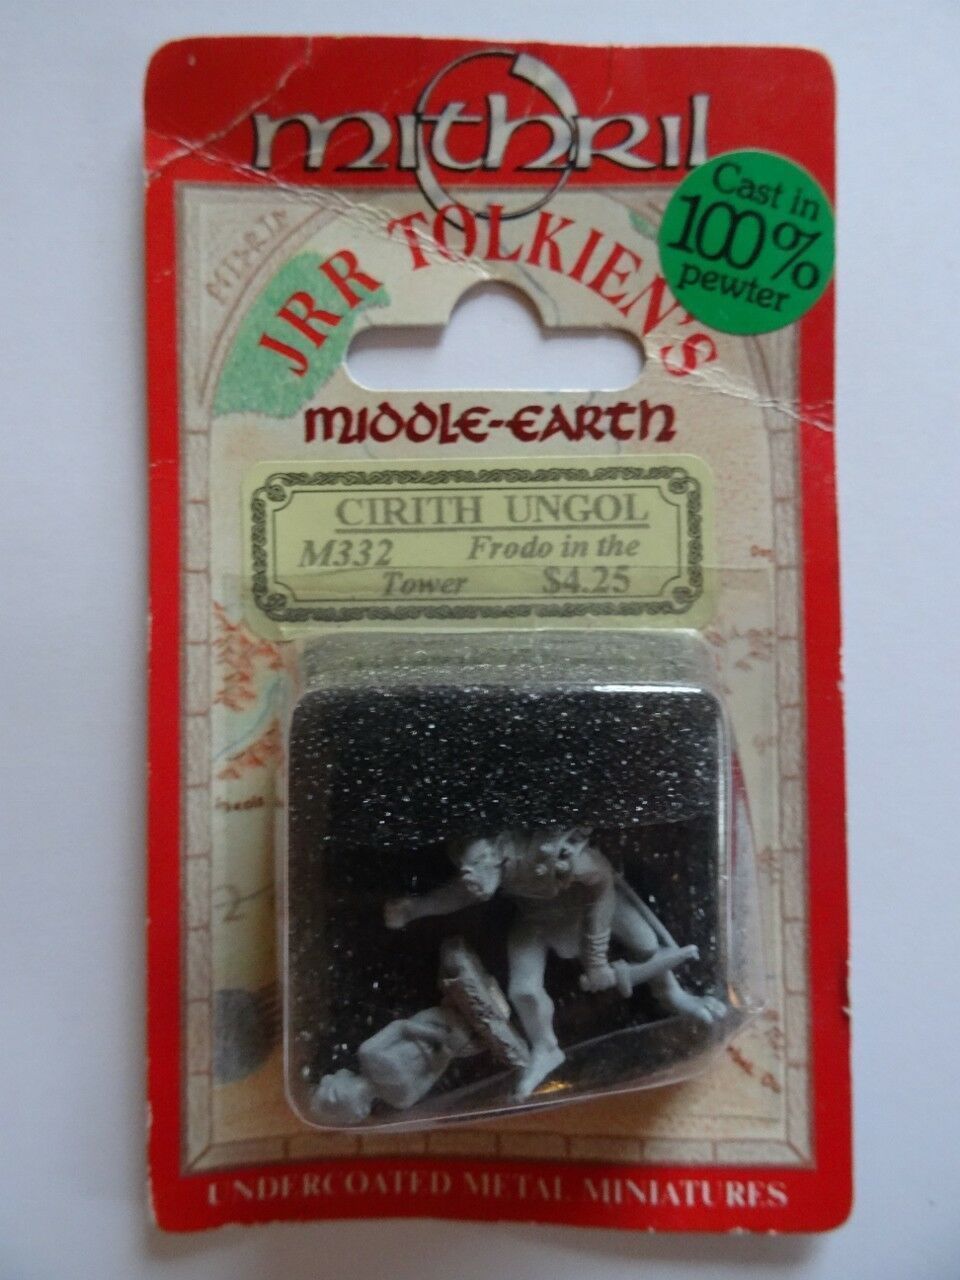 mithril
Cast in
100%
pewter
JRR TOLKIEN'S
MIDDLE-EARTH
CIRITH UNGOL
M332 Frodo in the
Tower $4.25
UNDERCOATED METAL MINIATURES